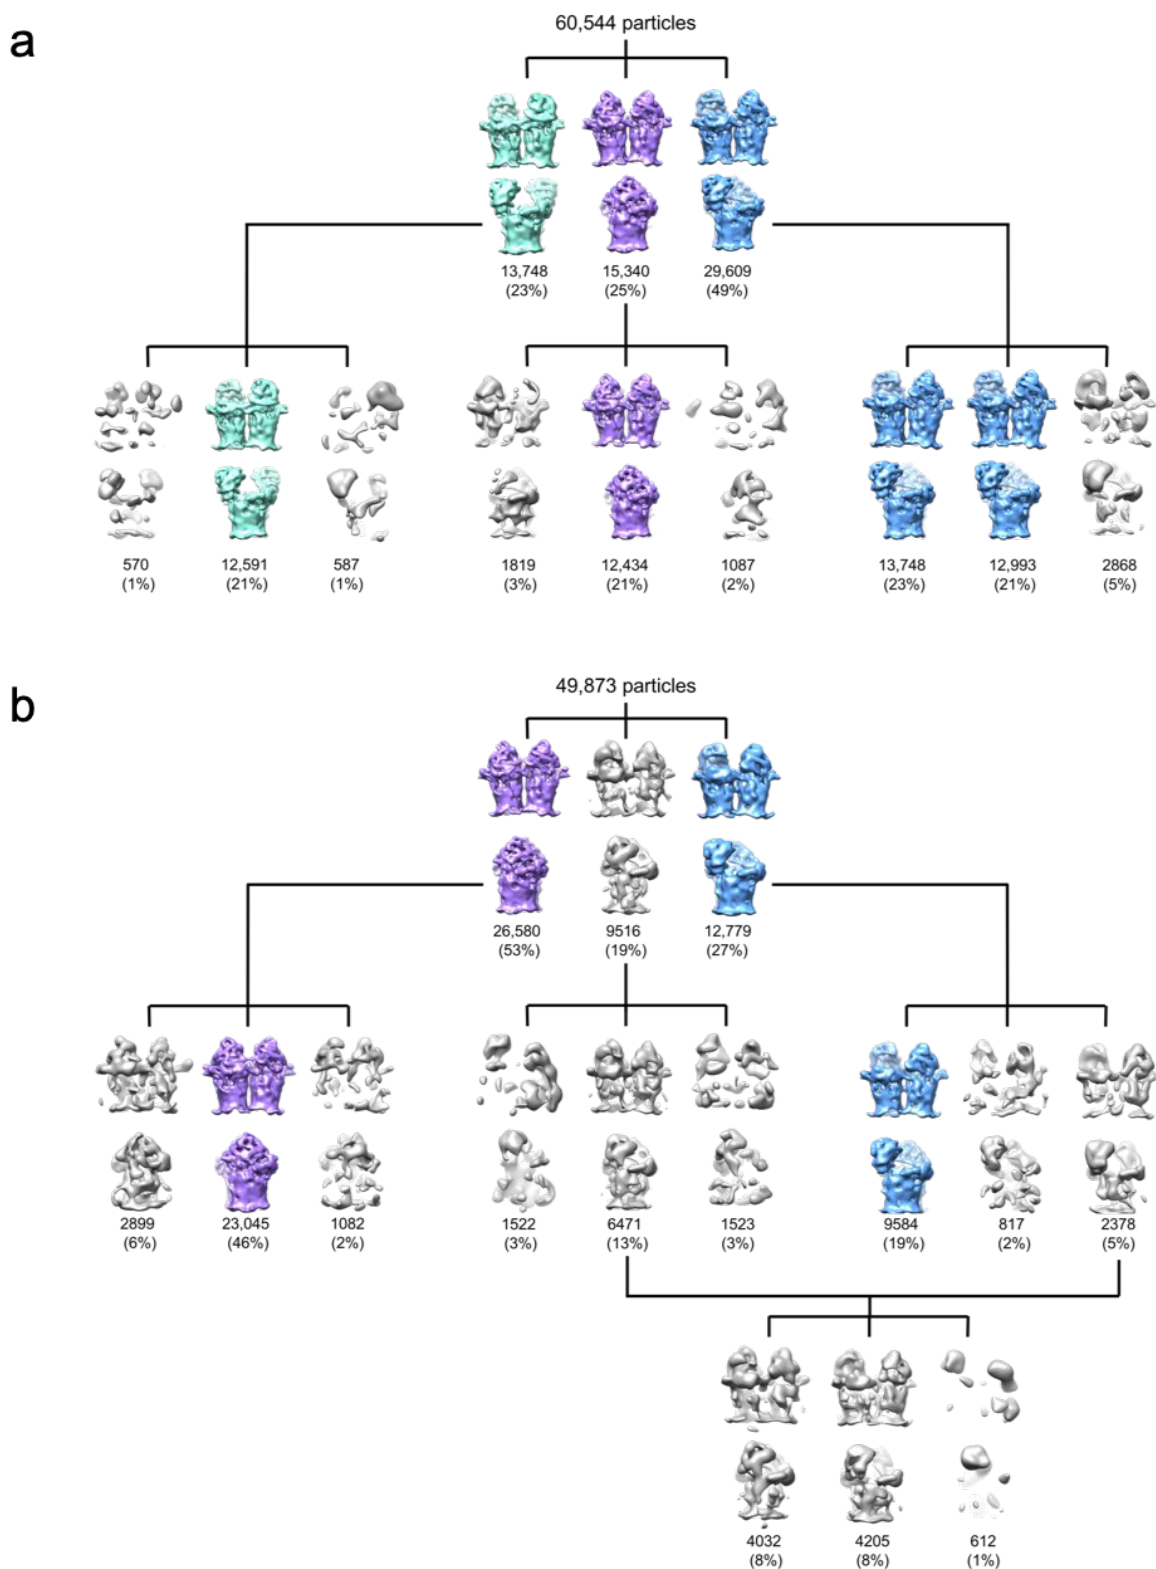 a
60,544 particles
13,748 15,340 29,609
(23%) (25%) (49%)
570 12,591 587 1819 12,434 1087 13,748 12,993 2868
(1%) (21%) (1%) (3%) (21%) (2%) (23%) (21%) (5%)
b
49,873 particles
26,580 9516 12,779
(53%) (19%) (27%)
2899 23,045 1082 1522 6471 1523 9584 817 2378
(6%) (46%) (2%) (3%) (13%) (3%) (19%) (2%) (5%)
4032 4205 612
(8%) (8%) (1%)